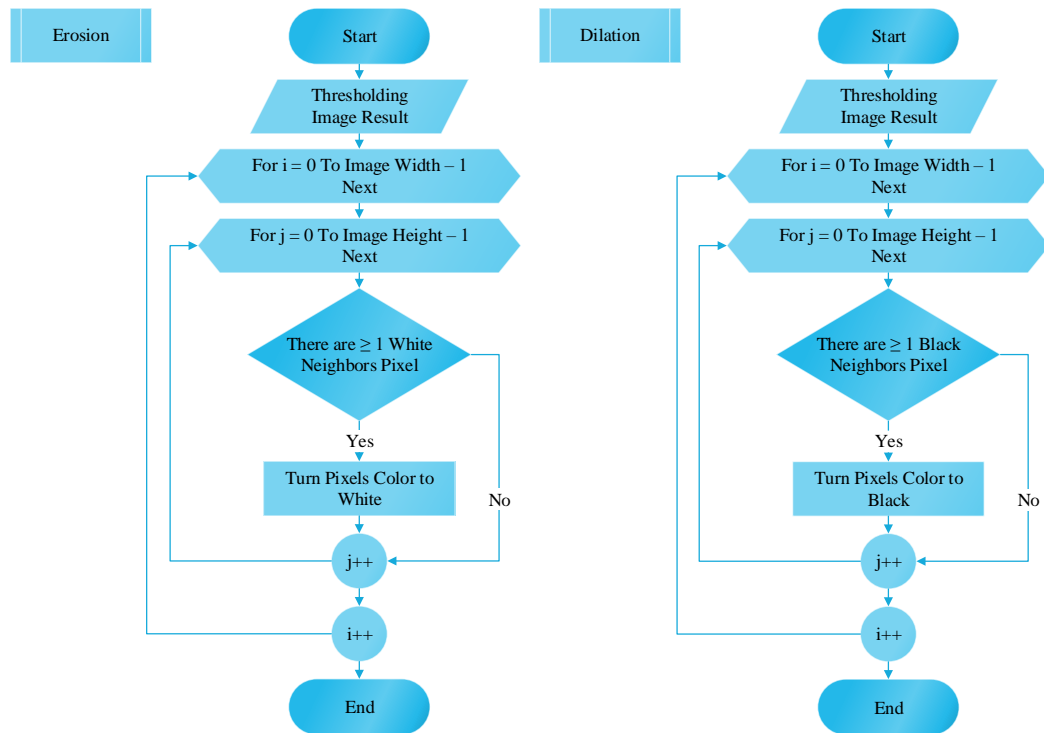 Erosion
Start
Thresholding
Image Result
For i = 0 To Image Width – 1
Next
For j = 0 To Image Height – 1
Next
There are ≥ 1 White
Neighbors Pixel
Yes
Turn Pixels Color to
White
No
j++
i++
End
Dilation
Start
Thresholding
Image Result
For i = 0 To Image Width – 1
Next
For j = 0 To Image Height – 1
Next
There are ≥ 1 Black
Neighbors Pixel
Yes
Turn Pixels Color to
Black
No
j++
i++
End